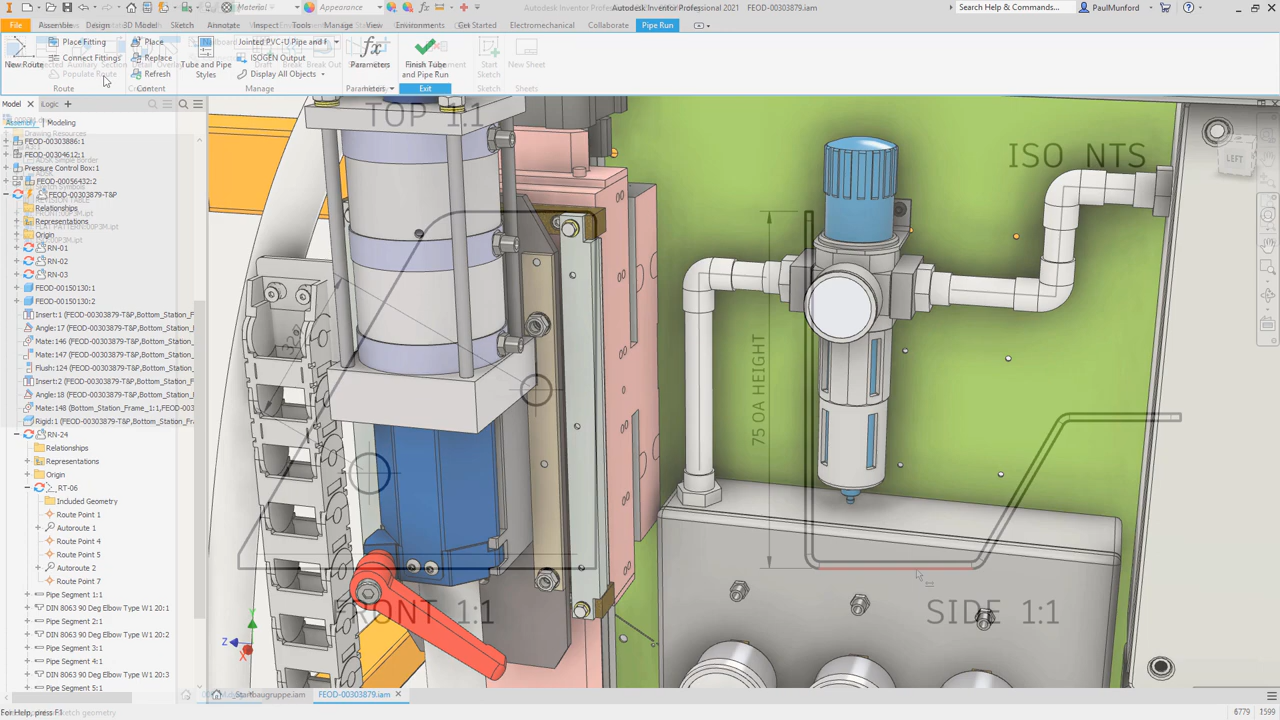 Material
Appearance
Autodesk Inventor Professional 2021 FEOD-00303879.iam
Search Help & Commands...
PaulMunford
File
Assemble
Design
3D Model
Sketch
Annotate
Inspect
Tools
Manage
View
Environments
Get Started
Electromechanical
Collaborate
Pipe Run
New Route
Place Fitting
Connect Fittings
Populate Route
Place
Replace
Refresh
Tube and Pipe
Styles
Jointed PVC-U Pipe and F
ISOGEN Output
Display All Objects
Parameters
Finish Tube
and Pipe Run
Start
Sketch
New Sheet
Route
Content
Manage
Parameters
Exit
Sketch
Sheets
Model
Logic
Assembly
Modeling
FEOD-00303886:1
FEOD-00304612:1
Pressure Control Box:1
FEOD-00056432:2
FEOD-00303879-T&P
Relationships
Representations
Origin
RN-01
RN-02
RN-03
FEOD-00150130:1
FEOD-00150130:2
Insert:1 (FEOD-00303879-T&P, Bottom_Station_F
Angle:17 (FEOD-00303879-T&P, Bottom_Station_
Mate:146 (FEOD-00303879-T&P, Bottom_Station_
Mate:147 (FEOD-00303879-T&P, Bottom_Station_
Flush:124 (FEOD-00303879-T&P, Bottom_Station_
Insert:2 (FEOD-00303879-T&P, Bottom_Station_F
Angle:18 (FEOD-00303879-T&P, Bottom_Station_
Mate:148 (Bottom_Station_Frame_1:1,FEOD-003
Rigid:1 (FEOD-00303879-T&P, Bottom_Station_Fra
RN-24
Relationships
Representations
Origin
RT-06
Included Geometry
Route Point 1
Autoroute 1
Route Point 4
Route Point 5
Autoroute 2
Route Point 7
Pipe Segment 1:1
DIN 8063 90 Deg Elbow Type W1 20:1
Pipe Segment 2:1
DIN 8063 90 Deg Elbow Type W1 20:2
Pipe Segment 3:1
Pipe Segment 4:1
DIN 8063 90 Deg Elbow Type W1 20:3
Pipe Segment 5:1
TOP 1:1
ISO NTS
LEFT
75 OA HEIGHT
FRONT 1:1
SIDE 1:1
Y
Z
X
Startbaugruppe.iam
FEOD-00303879.iam
For Help, press F1
6779
1599